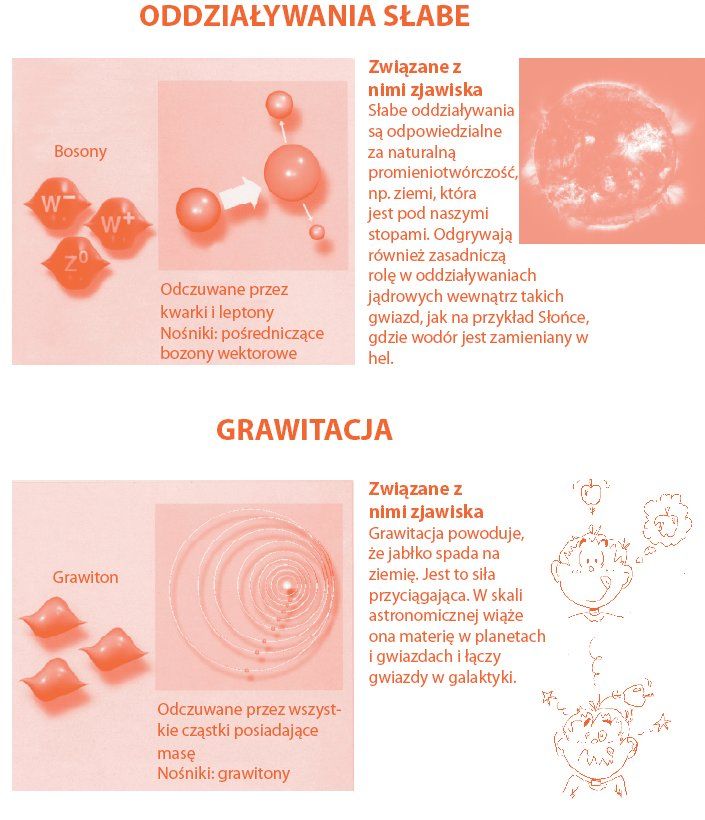 ODDZIAŁYWANIA SŁABE
Bosony
W⁻
W⁺
Z⁰
Odczuwane przez
kwarki i leptony
Nośniki: pośredniczące
bozony wektorowe
Związane z
nimi zjawiska
Słabe oddziaływania
są odpowiedzialne
za naturalną
promieniotwórczość,
np. ziemi, która
jest pod naszymi
stopami. Odgrywają
również zasadniczą
rolę w oddziaływaniach
jądrowych wewnątrz takich
gwiazd, jak na przykład Słońce,
gdzie wodór jest zamieniany w
hel.
GRAWITACJA
Grawiton
Odczuwane przez wszyst-
kie cząstki posiadające
masę
Nośniki: grawitony
Związane z
nimi zjawiska
Grawitacja powoduje,
że jabłko spada na
ziemię. Jest to siła
przyciągająca. W skali
astronomicznej wiąże
ona materię w planetach
i gwiazdach i łączy
gwiazdy w galaktyki.